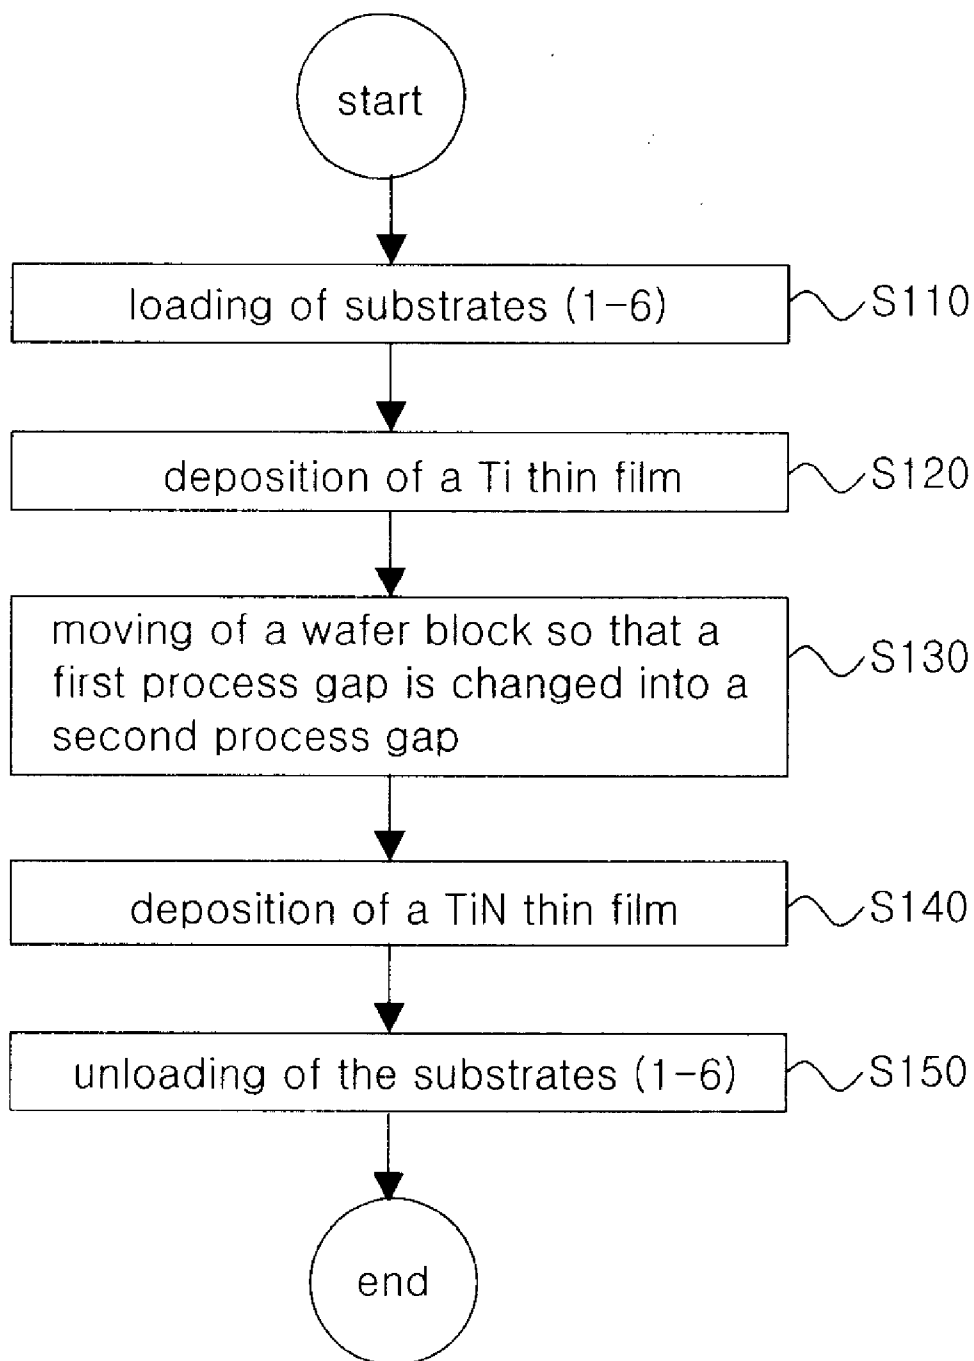 start
loading of substrates (1-6)
S110
deposition of a Ti thin film
S120
moving of a wafer block so that a
first process gap is changed into a
second process gap
S130
deposition of a TiN thin film
S140
unloading of the substrates (1-6)
S150
end